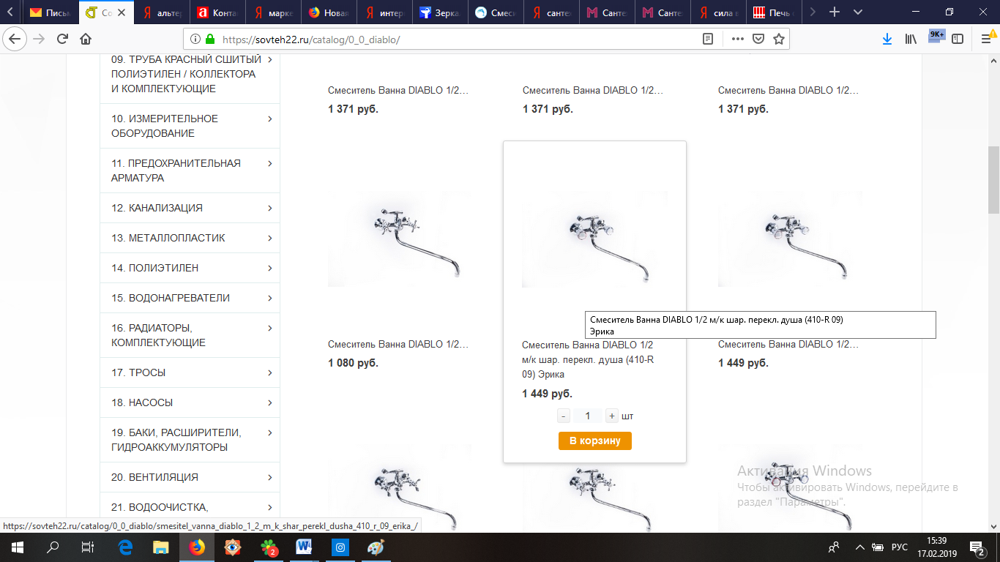 Письм
Со
альтер
Конта
марке
Новая
интер
Зерка
Смеси
сантех
Санте
Санте
сила в
Печь
https://sovteh22.ru/catalog/0_0_diablo/
9K+
09. ТРУБА КРАСНЫЙ СШИТЫЙ
ПОЛИЭТИЛЕН / КОЛЛЕКТОРА
И КОМПЛЕКТУЮЩИЕ
10. ИЗМЕРИТЕЛЬНОЕ
ОБОРУДОВАНИЕ
11. ПРЕДОХРАНИТЕЛЬНАЯ
АРМАТУРА
12. КАНАЛИЗАЦИЯ
13. МЕТАЛЛОПЛАСТИК
14. ПОЛИЭТИЛЕН
15. ВОДОНАГРЕВАТЕЛИ
16. РАДИАТОРЫ,
КОМПЛЕКТУЮЩИЕ
17. ТРОСЫ
18. НАСОСЫ
19. БАКИ, РАСШИРИТЕЛИ,
ГИДРОАККУМУЛЯТОРЫ
20. ВЕНТИЛЯЦИЯ
21. ВОДООЧИСТКА,
Смеситель Ванна DIABLO 1/2...
1 371 руб.
Смеситель Ванна DIABLO 1/2...
1 371 руб.
Смеситель Ванна DIABLO 1/2...
1 371 руб.
Смеситель Ванна DIABLO 1/2...
1 080 руб.
Смеситель Ванна DIABLO 1/2 м/к шар. перекл. душа (410-R 09)
Эрика
Смеситель Ванна DIABLO 1/2
м/к шар. перекл. душа (410-R
09) Эрика
1 449 руб.
- 1 + шт
В корзину
Смеситель Ванна DIABLO 1/2...
1 449 руб.
Активация Windows
Чтобы активировать Windows, перейдите в
раздел "Параметры".
https://sovteh22.ru/catalog/0_0_diablo/smesitel_vanna_diablo_1_2_m_k_shar_perekl_dusha_410_r_09_erika_/
2
РУС
15:39
17.02.2019
2